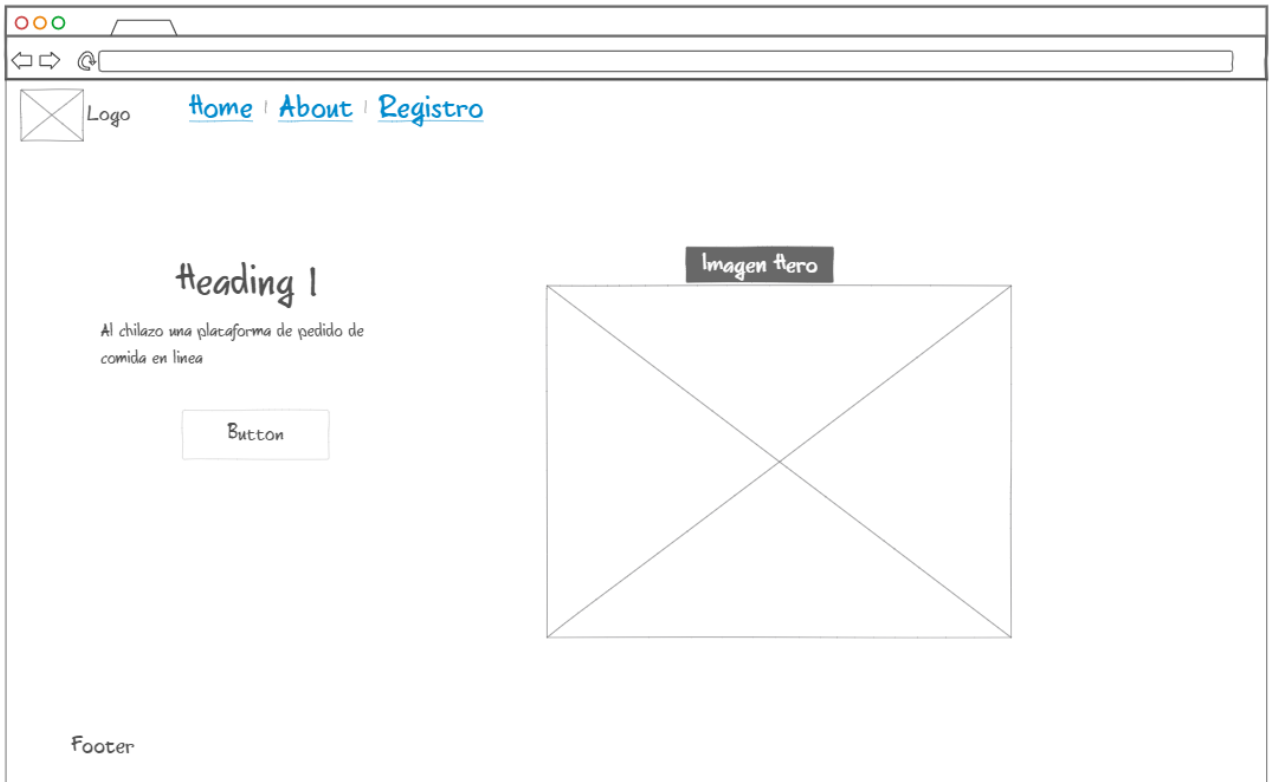 Logo
Home | About | Registro
Imagen Hero
Heading 1
Al chilazo una plataforma de pedido de
comida en linea
Button
Footer